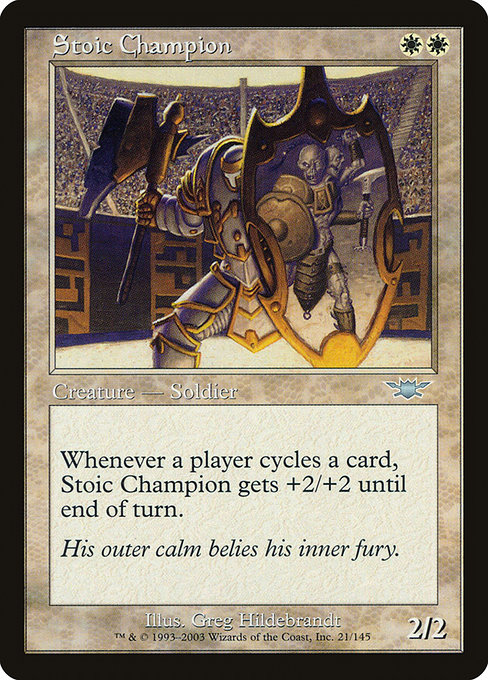 Stoic Champion
Creature — Soldier
Whenever a player cycles a card,
Stoic Champion gets +2/+2 until
end of turn.
His outer calm belies his inner fury.
Illus. Greg Hildebrandt
™ & © 1993–2003 Wizards of the Coast, Inc. 21/145
2/2